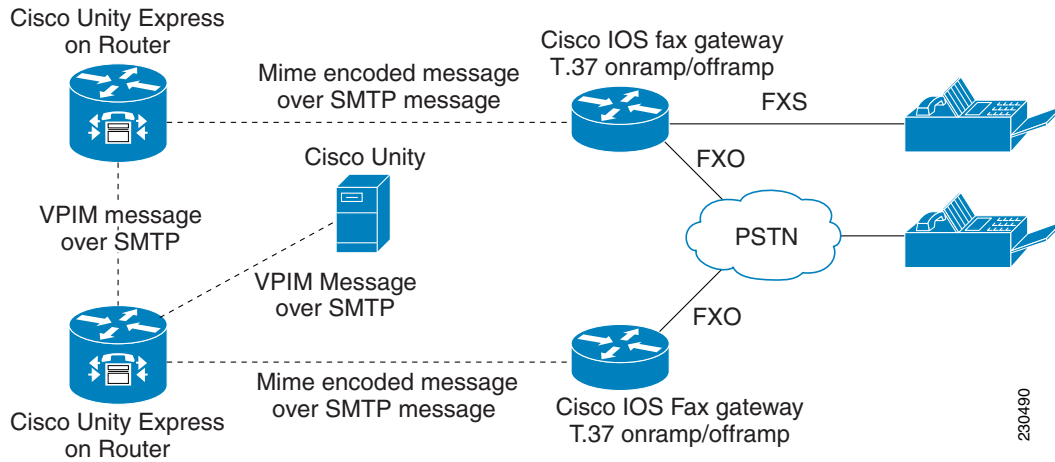 Cisco Unity Express
on Router
Cisco IOS fax gateway
T.37 onramp/offramp
Mime encoded message
over SMTP message
FXS
Cisco Unity
FXO
VPIM message
over SMTP
PSTN
VPIM Message
over SMTP
FXO
Mime encoded message
over SMTP message
Cisco Unity Express
on Router
Cisco IOS Fax gateway
T.37 onramp/offramp
230490